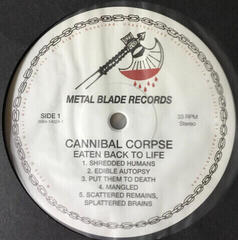 METAL BLADE RECORDS
SIDE 1
33 RPM
Stereo
CANNIBAL CORPSE
EATEN BACK TO LIFE
1. SHREDDED HUMANS
2. EDIBLE AUTOPSY
3. PUT THEM TO DEATH
4. MANGLED
5. SCATTERED REMAINS,
SPLATTERED BRAINS